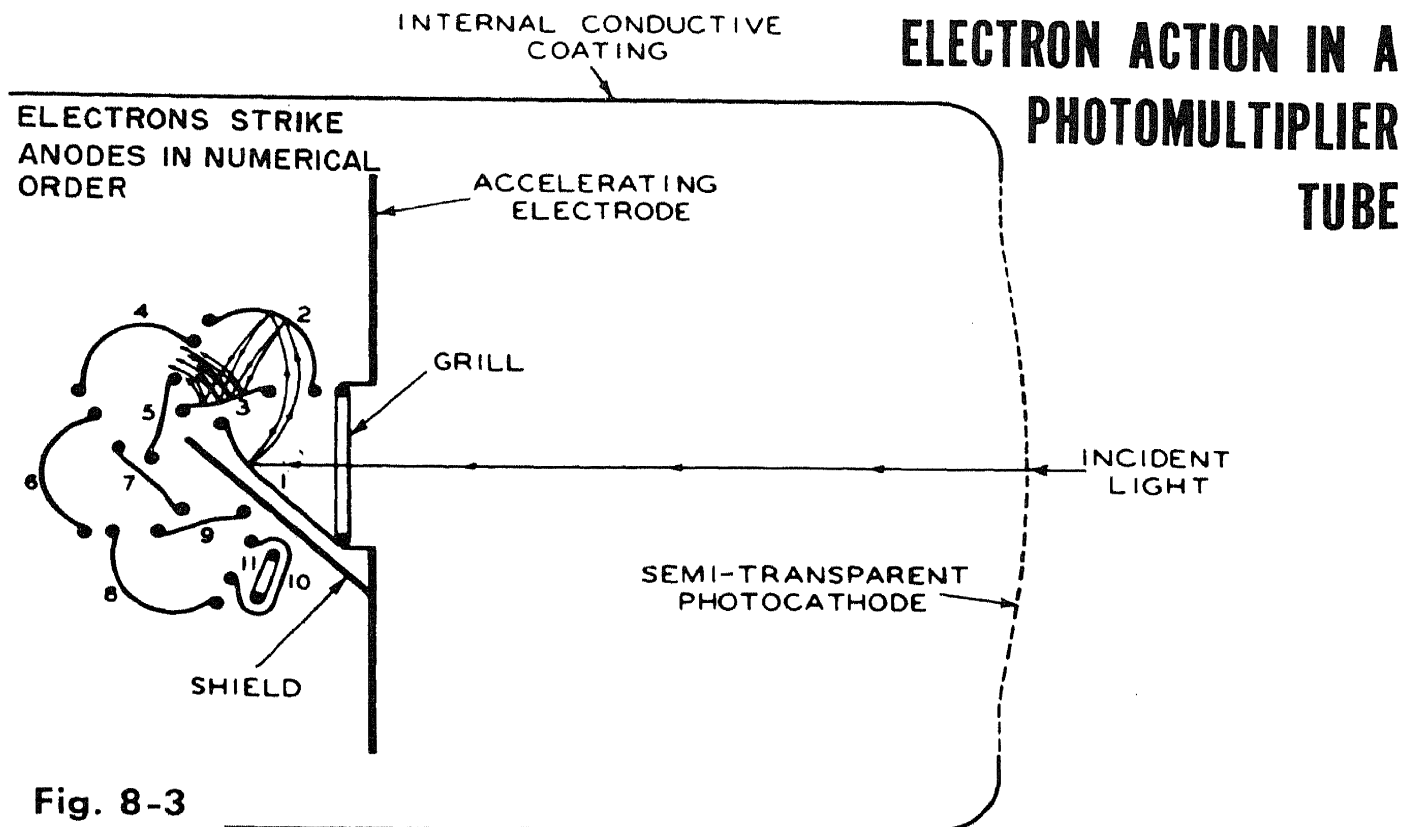 ELECTRON ACTION IN A
PHOTOMULTIPLIER
TUBE
INTERNAL CONDUCTIVE
COATING
ELECTRONS STRIKE
ANODES IN NUMERICAL
ORDER
ACCELERATING
ELECTRODE
4
2
GRILL
5
3
6
7
1
INCIDENT
LIGHT
9
8
11
10
SEMI-TRANSPARENT
PHOTOCATHODE
SHIELD
Fig. 8-3